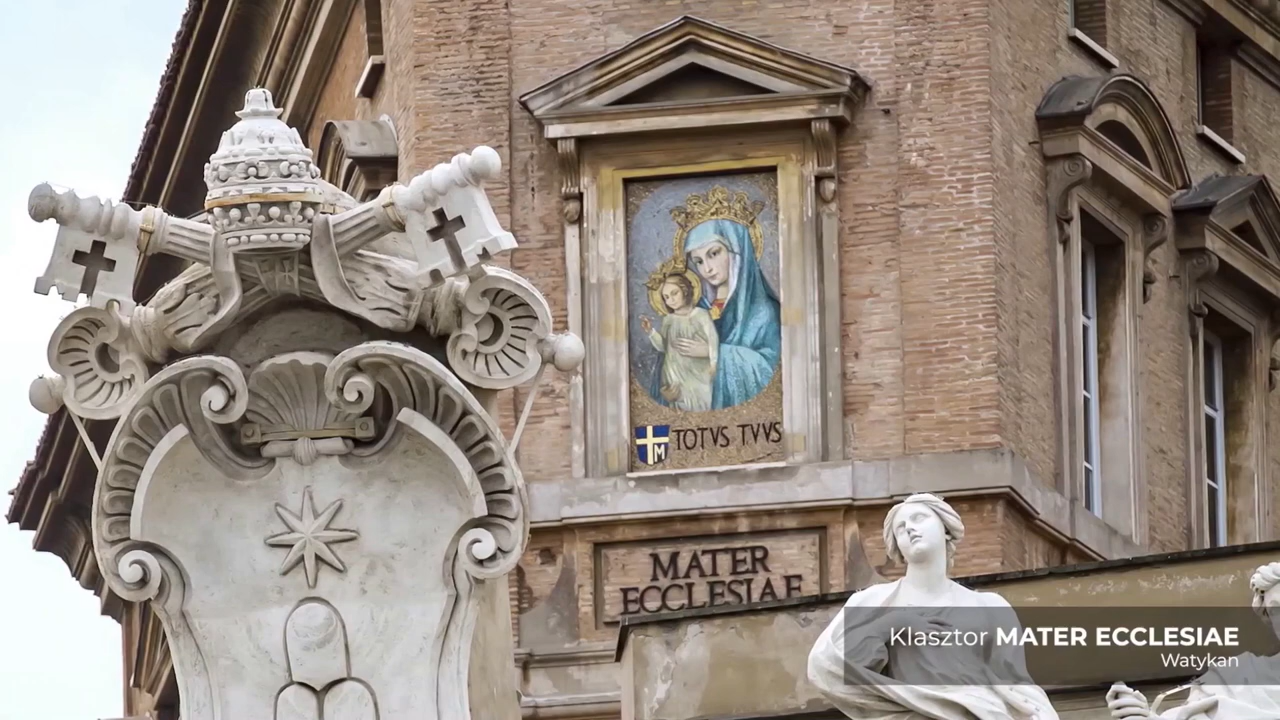 M
TOTVS TVVS
MATER
ECCLESIAE
Klasztor MATER ECCLESIAE
Watykan